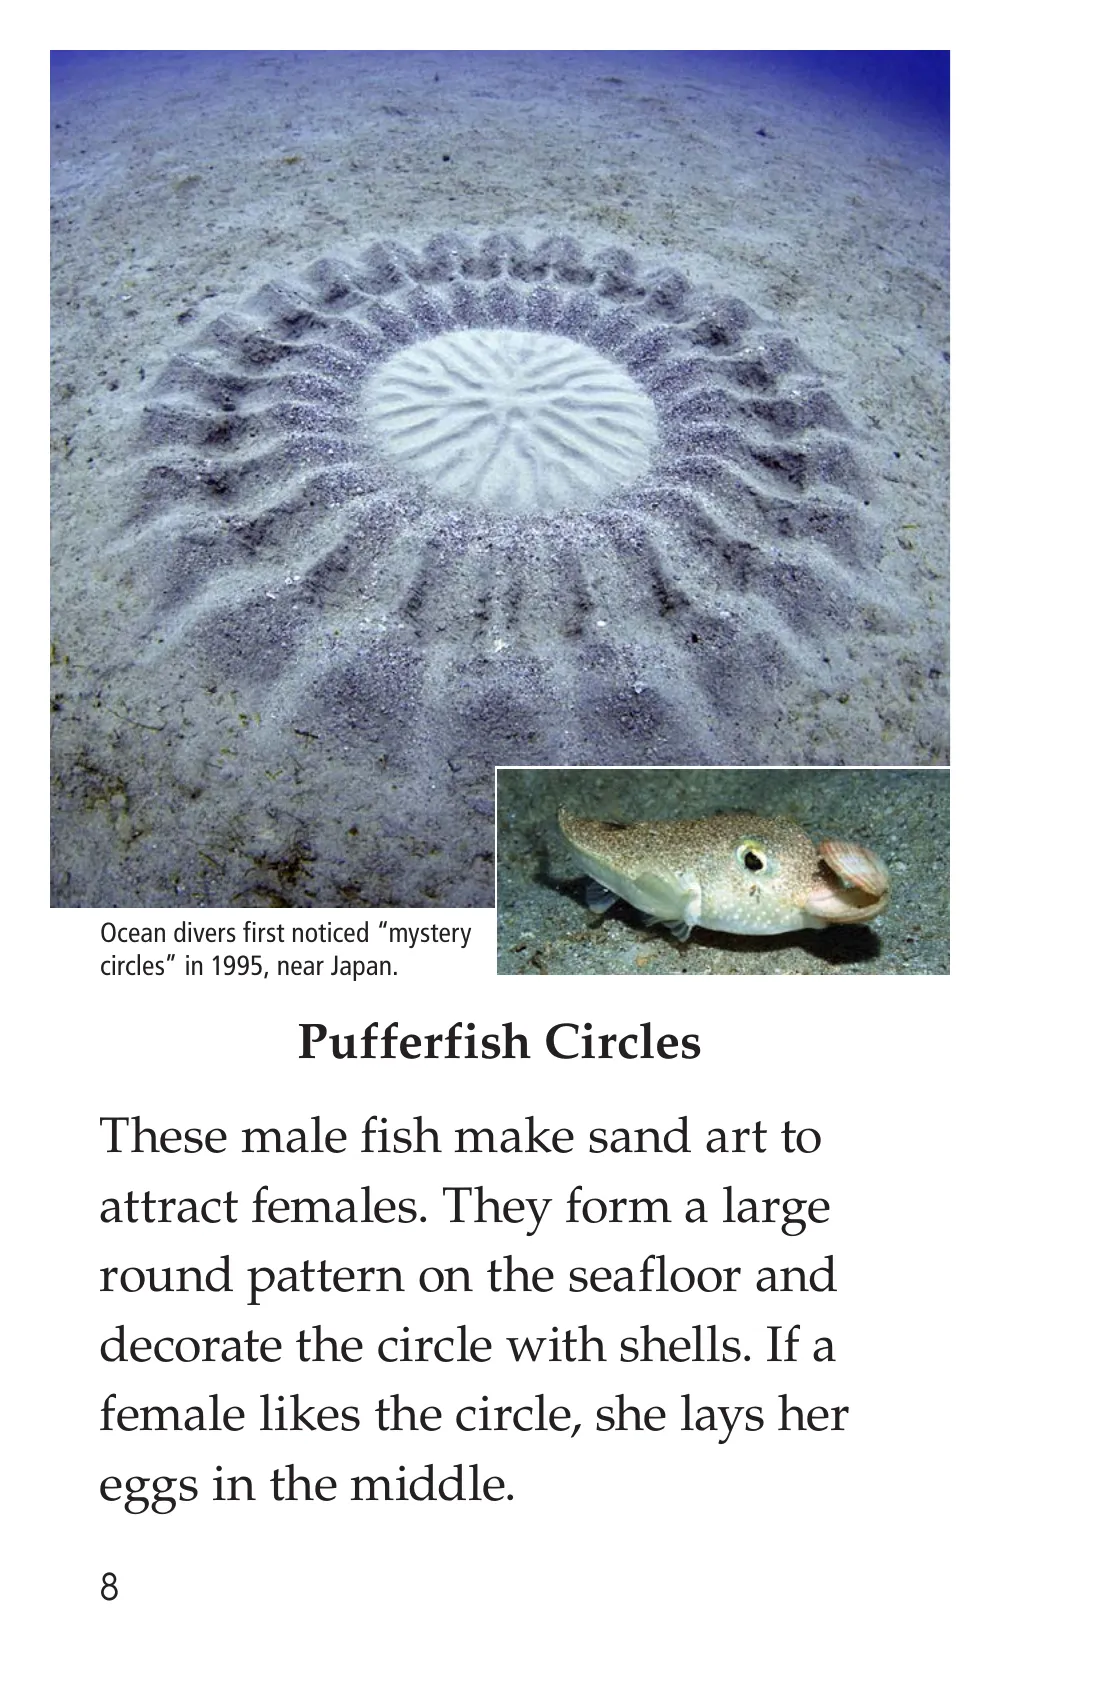 Ocean divers first noticed “mystery
circles” in 1995, near Japan.
Pufferfish Circles
These male fish make sand art to
attract females. They form a large
round pattern on the seafloor and
decorate the circle with shells. If a
female likes the circle, she lays her
eggs in the middle.
8